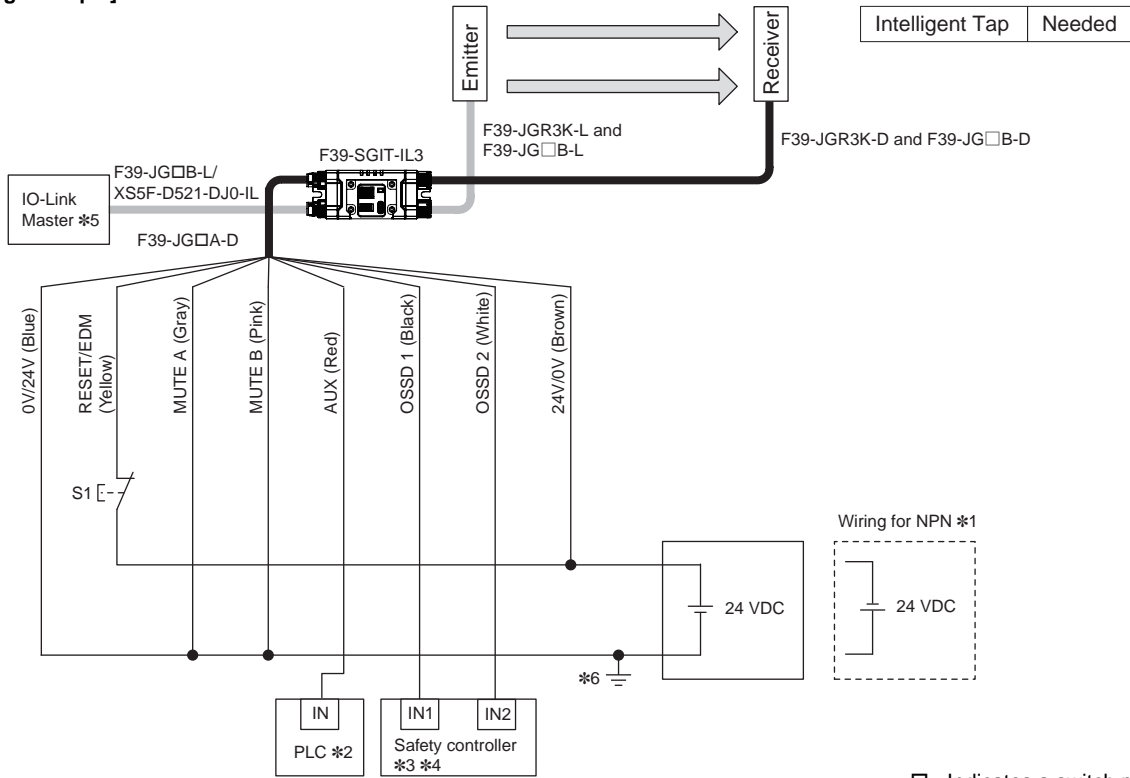 Intelligent Tap Needed
Emitter
Receiver
F39-JGR3K-L and
F39-JG□B-L
F39-JGR3K-D and F39-JG□B-D
F39-SGIT-IL3
F39-JG□B-L/
XS5F-D521-DJ0-IL
IO-Link
Master ✻5
F39-JG□A-D
0V/24V (Blue)
RESET/EDM
(Yellow)
MUTE A (Gray)
MUTE B (Pink)
AUX (Red)
OSSD 1 (Black)
OSSD 2 (White)
24V/0V (Brown)
S1
Wiring for NPN ✻1
24 VDC
24 VDC
✻6
IN
PLC ✻2
IN1
IN2
Safety controller
✻3 ✻4